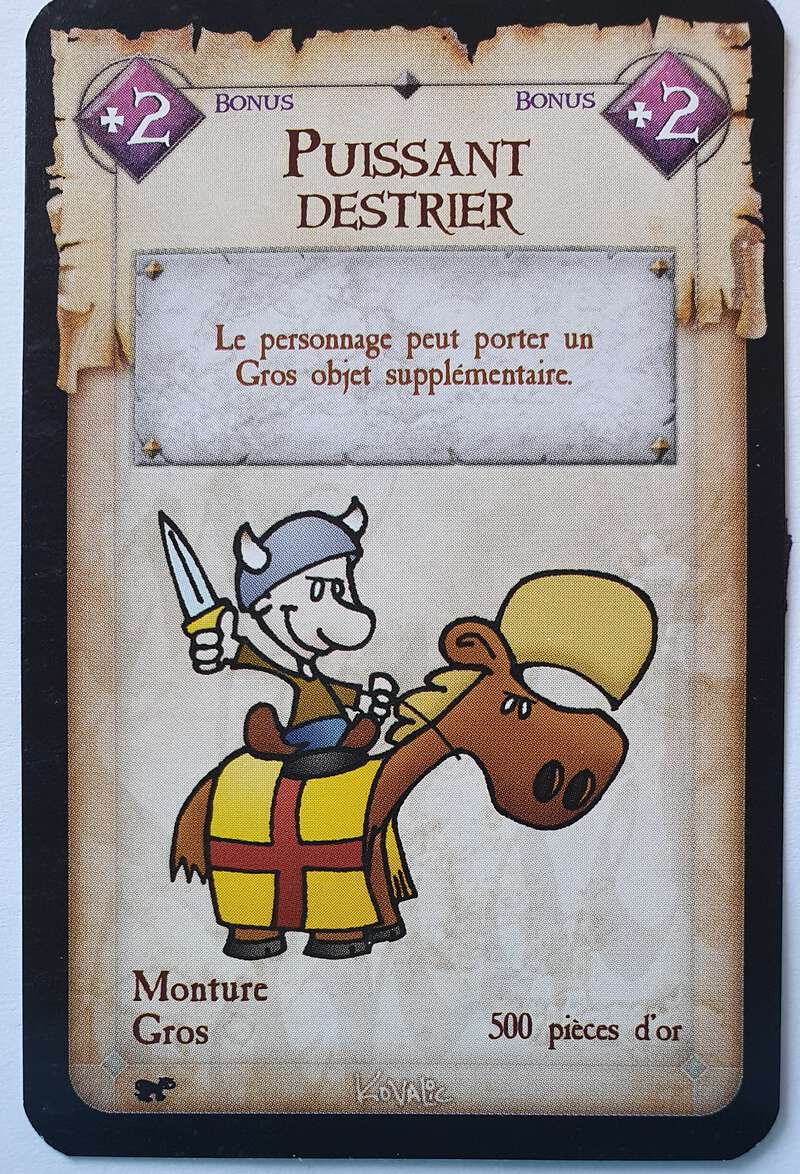 +2 BONUS BONUS +2
PUISSANT
DESTRIER
Le personnage peut porter un
Gros objet supplémentaire.
Monture
Gros
500 pièces d'or
KOVALIC